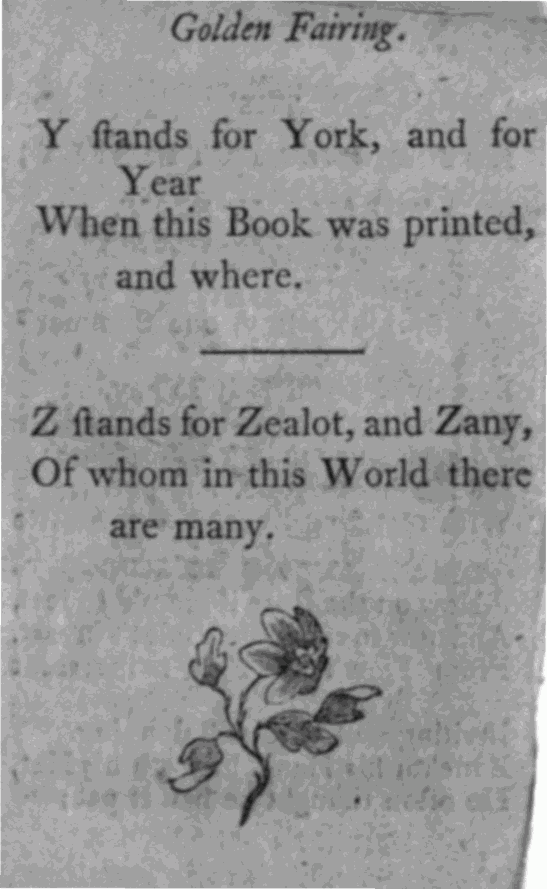 Golden Fairing.
Y ſtands for York, and for
Year
When this Book was printed,
and where.
Z ſtands for Zealot, and Zany,
Of whom in this World there
are many.